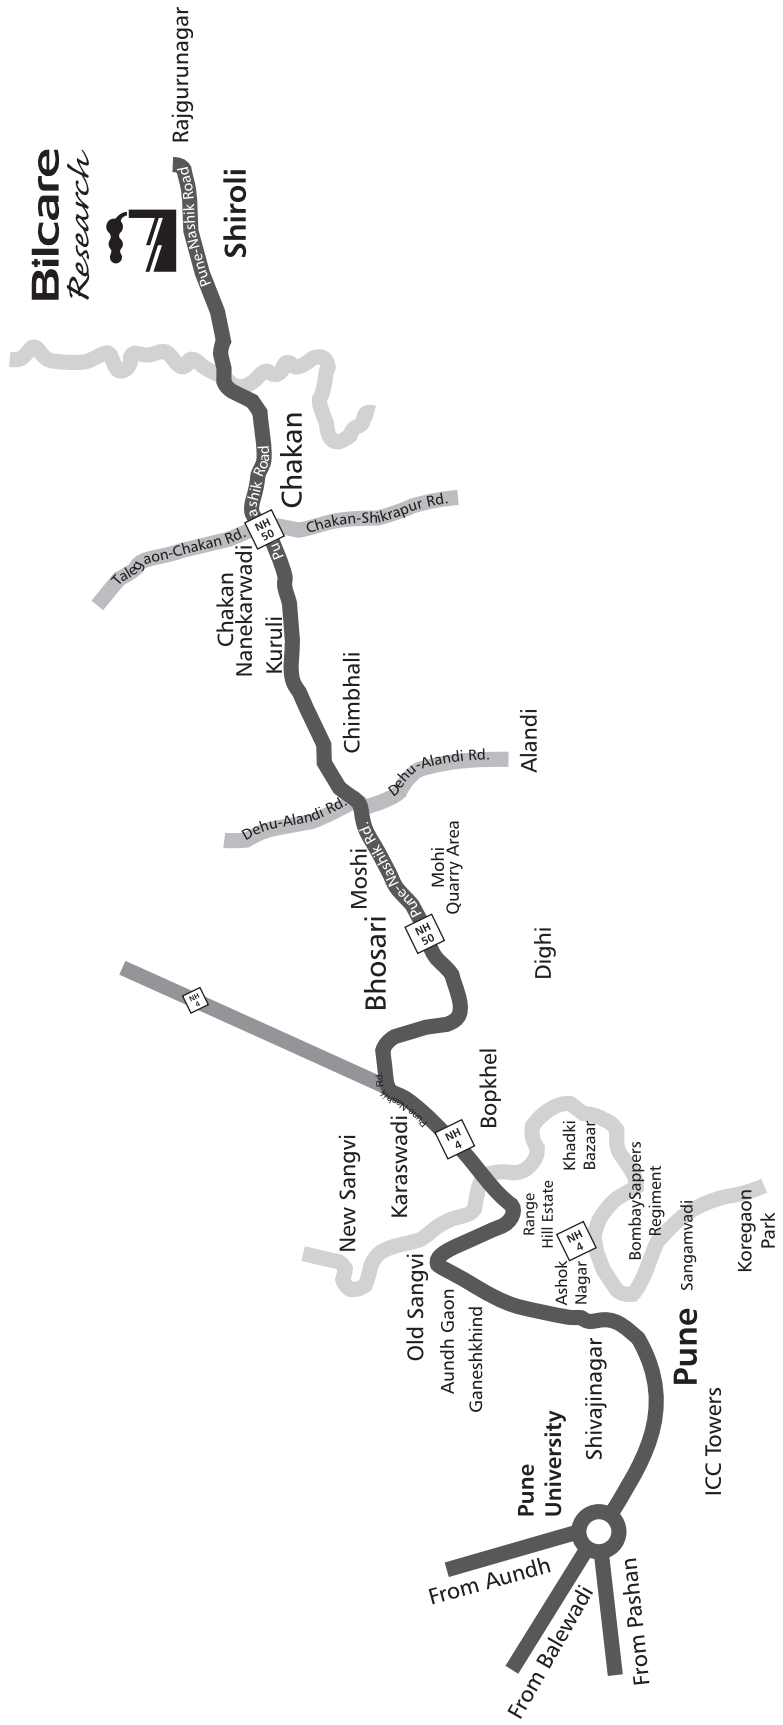 Rajgurunagar
Bilcare
Research
Pune-Nashik Road
Shiroli
Chakan
ashik Road
NH
50
Pu
Talegaon-Chakan Rd.
Chakan-Shikrapur Rd.
Chakan
Nanekarwadi
Kuruli
Chimbhali
Alandi
Dehu-Alandi Rd.
Dehu-Alandi Rd.
Pune-Nashik Rd.
Moshi
Mohi
Quarry Area
NH
50
Bhosari
Dighi
NH
4
Pune-Nashik Rd.
Bopkhel
NH
4
Karaswadi
New Sangvi
Khadki
Bazaar
Range
Hill Estate
NH
4
BombaySappers
Regiment
Sangamvadi
Koregaon
Park
Ashok
Nagar
Old Sangvi
Aundh Gaon
Ganeshkhind
Shivajinagar
Pune
ICC Towers
Pune
University
From Aundh
From Balewadi
From Pashan